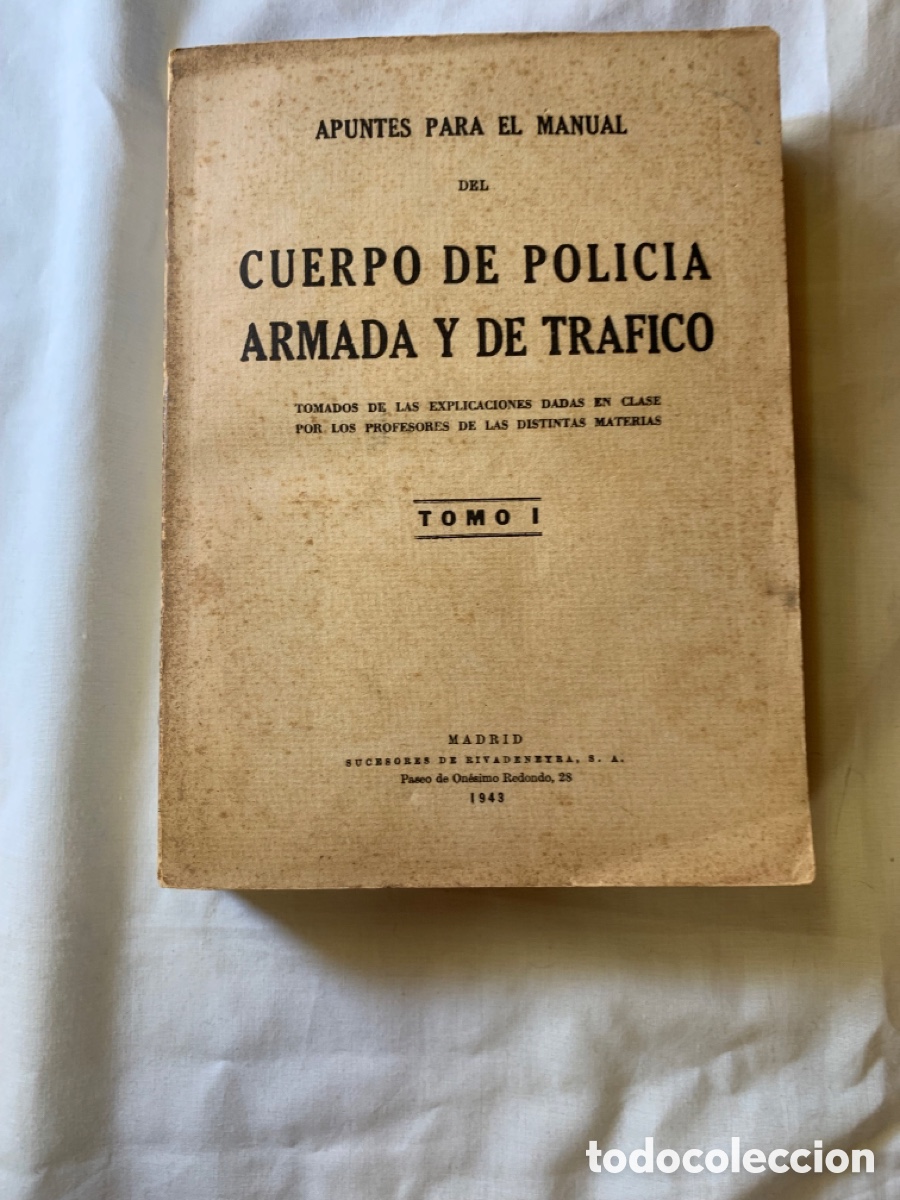 APUNTES PARA EL MANUAL
DEL
CUERPO DE POLICIA
ARMADA Y DE TRAFICO
TOMADOS DE LAS EXPLICACIONES DADAS EN CLASE
POR LOS PROFESORES DE LAS DISTINTAS MATERIAS
TOMO I
MADRID
SUCESORES DE RIVADENEYRA, S. A.
Paseo de Onésimo Redondo, 28
1943
todocoleccion